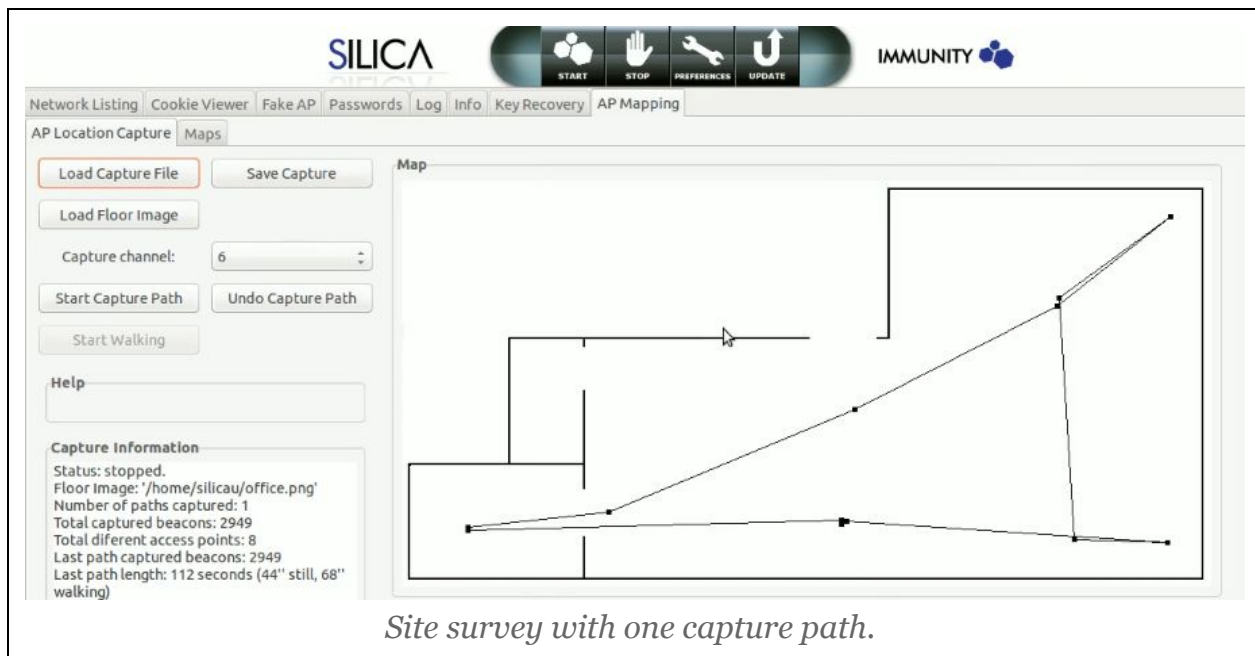 SILICA
START STOP PREFERENCES UPDATE
IMMUNITY
Network Listing Cookie Viewer Fake AP Passwords Log Info Key Recovery AP Mapping
AP Location Capture Maps
Load Capture File Save Capture
Load Floor Image
Capture channel: 6
Start Capture Path Undo Capture Path
Start Walking
Help
Capture Information
Status: stopped.
Floor Image: '/home/silicau/office.png'
Number of paths captured: 1
Total captured beacons: 2949
Total diferent access points: 8
Last path captured beacons: 2949
Last path length: 112 seconds (44'' still, 68''
walking)
Map
Site survey with one capture path.